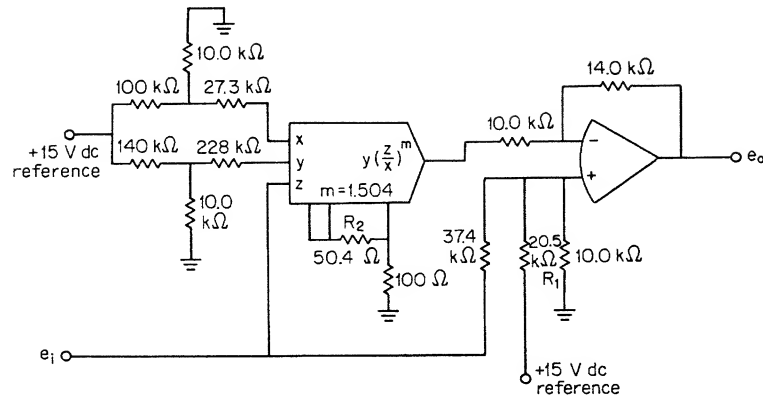 10.0 kΩ
100 kΩ
27.3 kΩ
14.0 kΩ
+15 V dc
reference
140 kΩ
228 kΩ
10.0
kΩ
x
y
z
y(z/x)^m
m=1.504
R2
50.4 Ω
100 Ω
10.0 kΩ
-
+
eo
37.4
kΩ
20.5
kΩ
R1
10.0 kΩ
ei
+15 V dc
reference